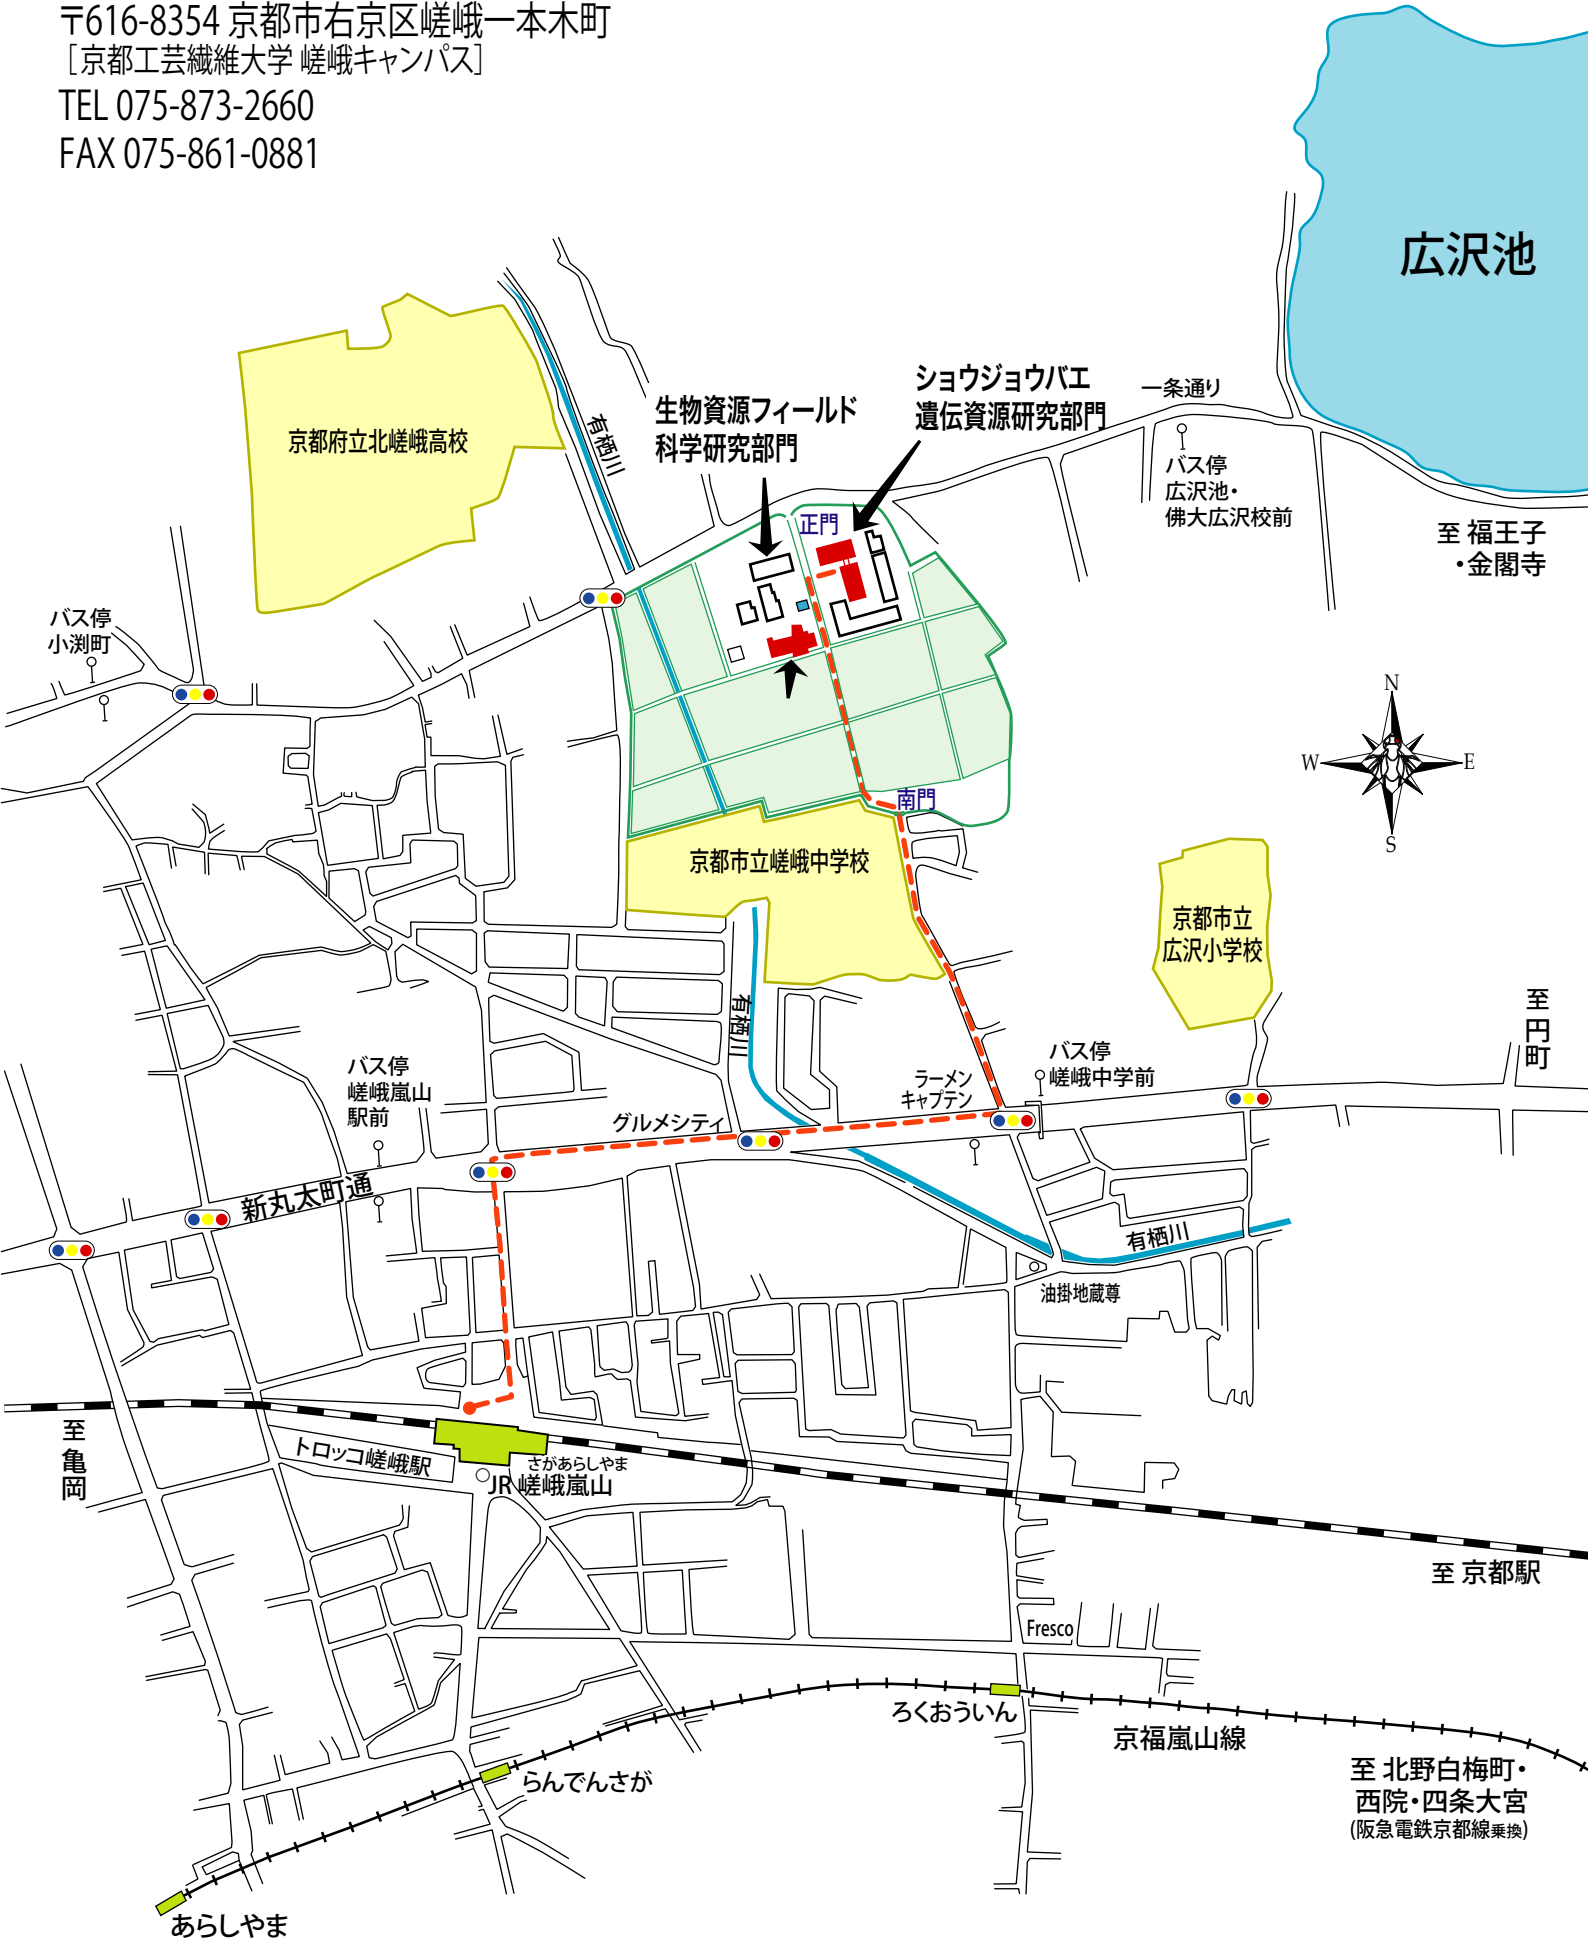 〒616-8354 京都市右京区嵯峨一本木町
［京都工芸繊維大学 嵯峨キャンパス］
TEL 075-873-2660
FAX 075-861-0881
広沢池
ショウジョウバエ
遺伝資源研究部門
一条通り
生物資源フィールド
科学研究部門
京都府立北嵯峨高校
有栖川
バス停
広沢池・
佛大広沢校前
正門
至 福王子
・金閣寺
バス停
小渕町
N
W
E
S
南門
京都市立嵯峨中学校
京都市立
広沢小学校
有栖川
至
円
町
バス停
嵯峨嵐山
駅前
バス停
嵯峨中学前
ラーメン
キャプテン
グルメシティ
新丸太町通
有栖川
油掛地蔵尊
至
亀
岡
トロッコ嵯峨駅
さがあらしやま
JR 嵯峨嵐山
至 京都駅
Fresco
ろくおういん
京福嵐山線
らんでんさが
至 北野白梅町・
西院・四条大宮
(阪急電鉄京都線乗換)
あらしやま